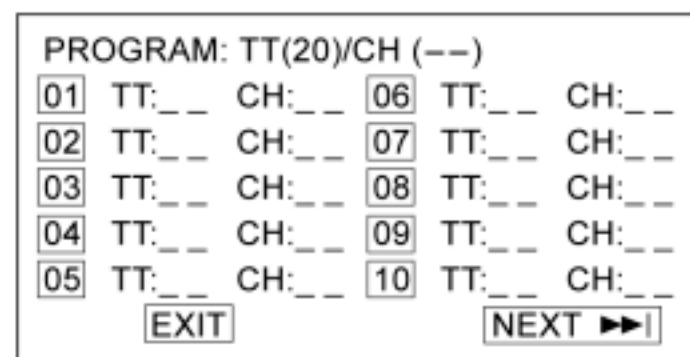 PROGRAM: TT(20)/CH (––)
01 TT:_ _ CH:_ _ 06 TT:_ _ CH:_ _
02 TT:_ _ CH:_ _ 07 TT:_ _ CH:_ _
03 TT:_ _ CH:_ _ 08 TT:_ _ CH:_ _
04 TT:_ _ CH:_ _ 09 TT:_ _ CH:_ _
05 TT:_ _ CH:_ _ 10 TT:_ _ CH:_ _
EXIT NEXT ▶▶|